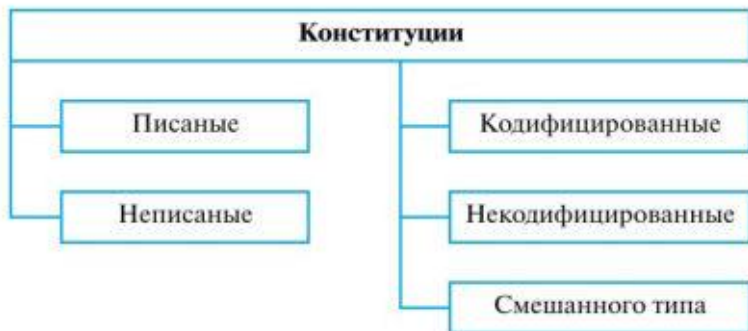 Конституции
Писаные
Неписаные
Кодифицированные
Некодифицированные
Смешанного типа